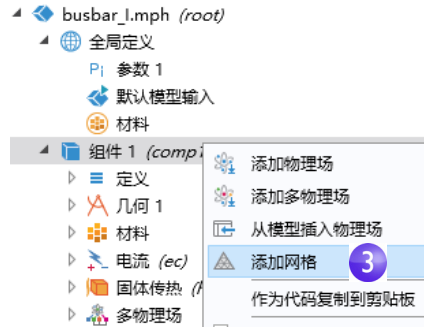 busbar_I.mph (root)
全局定义
Pi 参数 1
默认模型输入
材料
组件 1 (comp1
定义
几何 1
材料
电流 (ec)
固体传热 (
多物理场
添加物理场
添加多物理场
从模型插入物理场
添加网格 3
作为代码复制到剪贴板